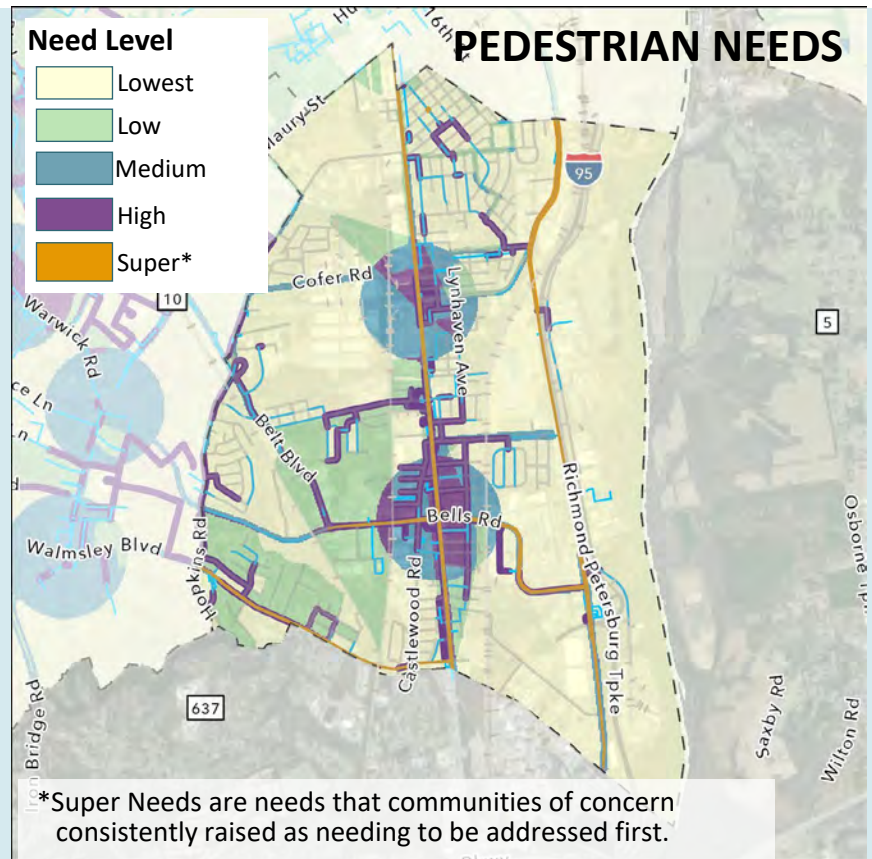 PEDESTRIAN NEEDS
Need Level
Lowest
Low
Medium
High
Super*
16th
Maury St
95
Cofer Rd
10
Warwick Rd
Lynhaven Ave
5
ce Ln
Belt Blvd
Bells Rd
Walmsley Blvd
Hopkins Rd
Richmond-Petersburg Tpke
Castlewood Rd
Osborne
637
Iron Bridge Rd
Saxby Rd
Wilton Rd
*Super Needs are needs that communities of concern
consistently raised as needing to be addressed first.